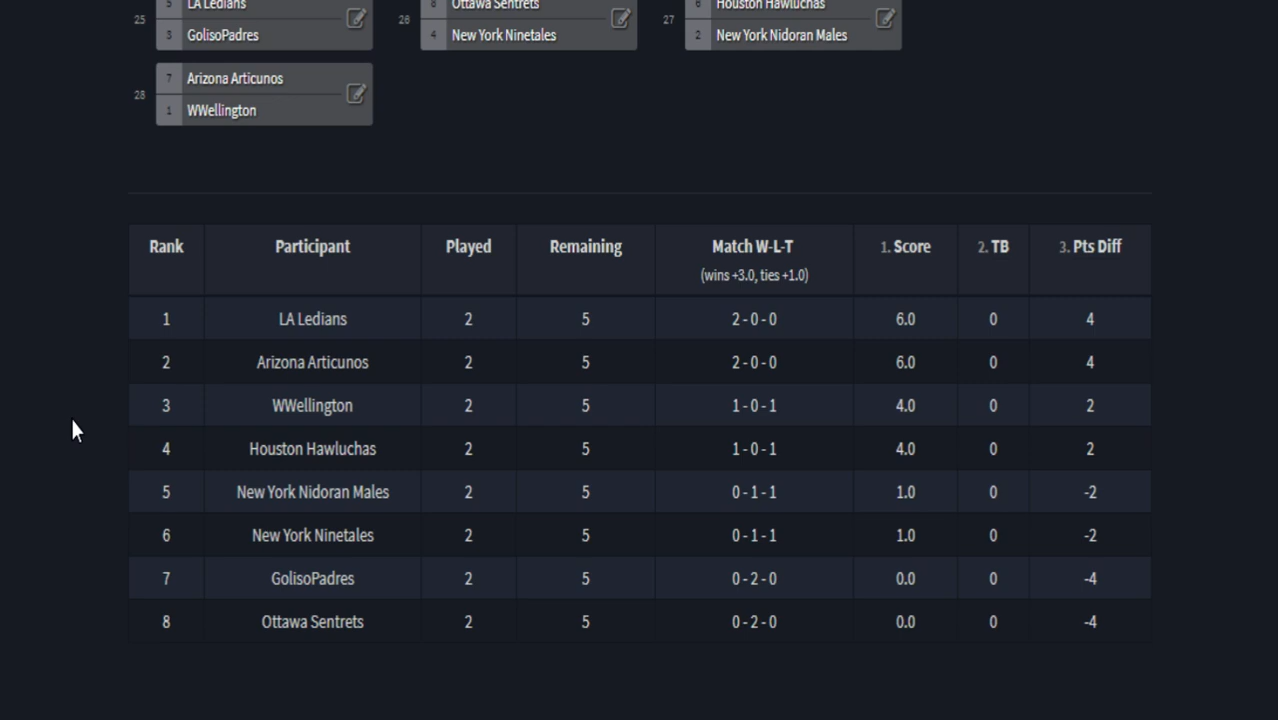 5 LA Ledians
25
3 GolisoPadres
8 Ottawa Sentrets
26
4 New York Ninetales
6 Houston Hawluchas
27
2 New York Nidoran Males
7 Arizona Articunos
28
1 WWellington
Rank Participant Played Remaining Match W-L-T 1. Score 2. TB 3. Pts Diff
(wins +3.0, ties +1.0)
1 LA Ledians 2 5 2 - 0 - 0 6.0 0 4
2 Arizona Articunos 2 5 2 - 0 - 0 6.0 0 4
3 WWellington 2 5 1 - 0 - 1 4.0 0 2
4 Houston Hawluchas 2 5 1 - 0 - 1 4.0 0 2
5 New York Nidoran Males 2 5 0 - 1 - 1 1.0 0 -2
6 New York Ninetales 2 5 0 - 1 - 1 1.0 0 -2
7 GolisoPadres 2 5 0 - 2 - 0 0.0 0 -4
8 Ottawa Sentrets 2 5 0 - 2 - 0 0.0 0 -4